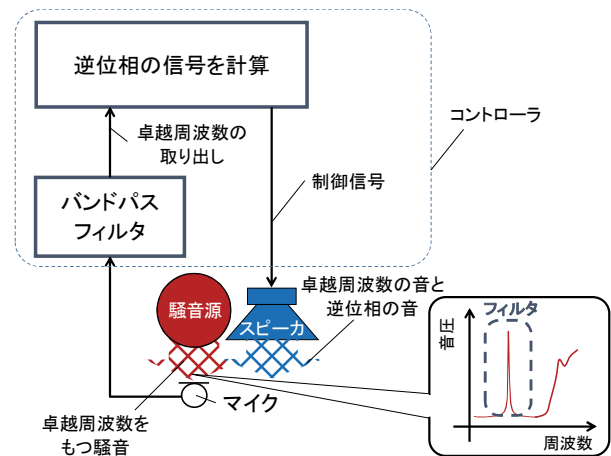 逆位相の信号を計算
コントローラ
卓越周波数の
取り出し
制御信号
バンドパス
フィルタ
卓越周波数の音と
逆位相の音
騒音源
スピーカ
フィルタ
音圧
マイク
卓越周波数を
もつ騒音
周波数